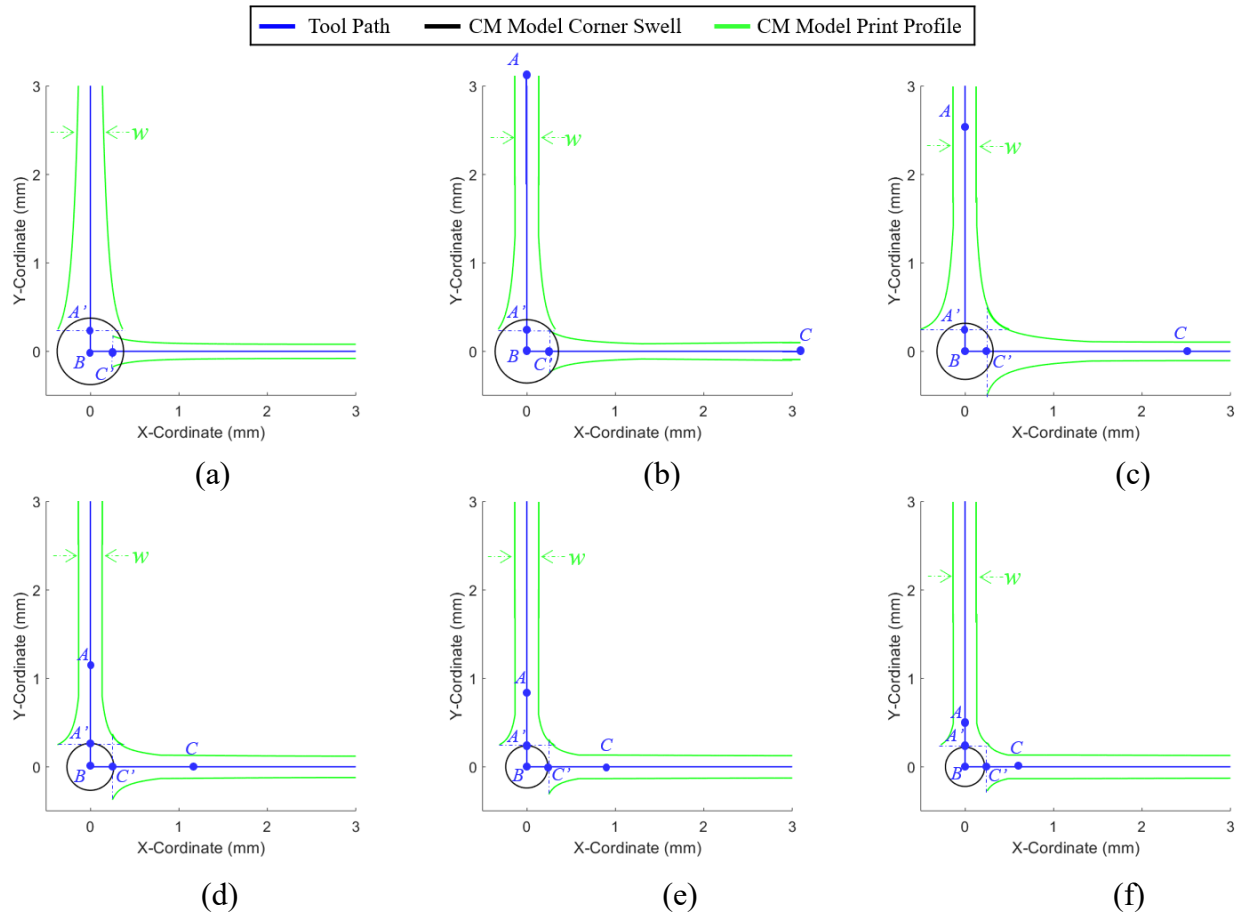 Tool Path CM Model Corner Swell CM Model Print Profile
3
2
1
0
Y-Cordinate (mm)
w
A’
B
C’
0 1 2 3
X-Cordinate (mm)
(a)
A
3
2
1
0
Y-Cordinate (mm)
w
A’
B
C’
C
0 1 2 3
X-Cordinate (mm)
(b)
3
2
1
0
Y-Cordinate (mm)
A
w
A’
B
C’
C
0 1 2 3
X-Cordinate (mm)
(c)
3
2
1
0
Y-Cordinate (mm)
w
A
A’
B
C’
C
0 1 2 3
X-Cordinate (mm)
(d)
3
2
1
0
Y-Cordinate (mm)
w
A
A’
B
C’
C
0 1 2 3
X-Cordinate (mm)
(e)
3
2
1
0
Y-Cordinate (mm)
w
A
A’
B
C’
C
0 1 2 3
X-Cordinate (mm)
(f)